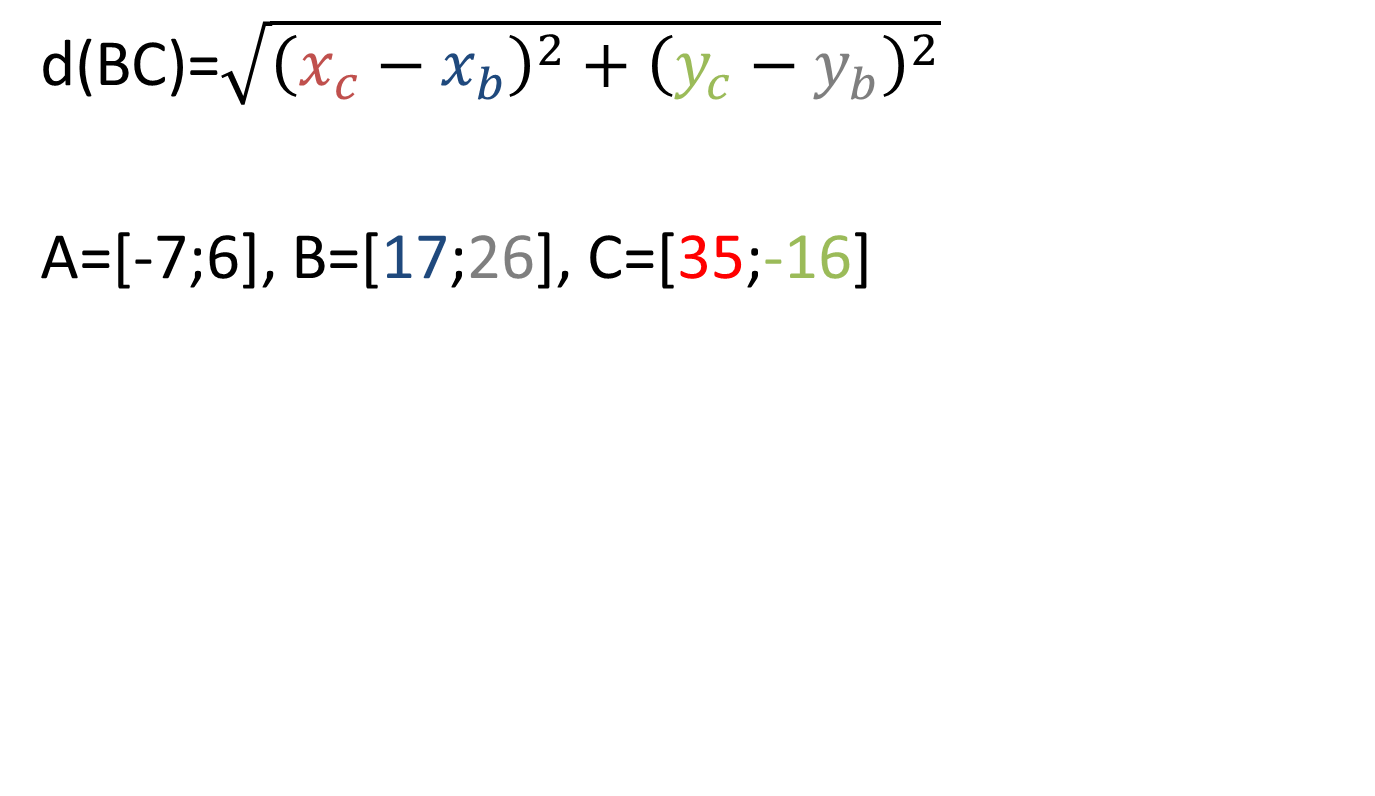 d(BC)=√(x_c − x_b)² + (y_c − y_b)²
A=[-7;6], B=[17;26], C=[35;-16]